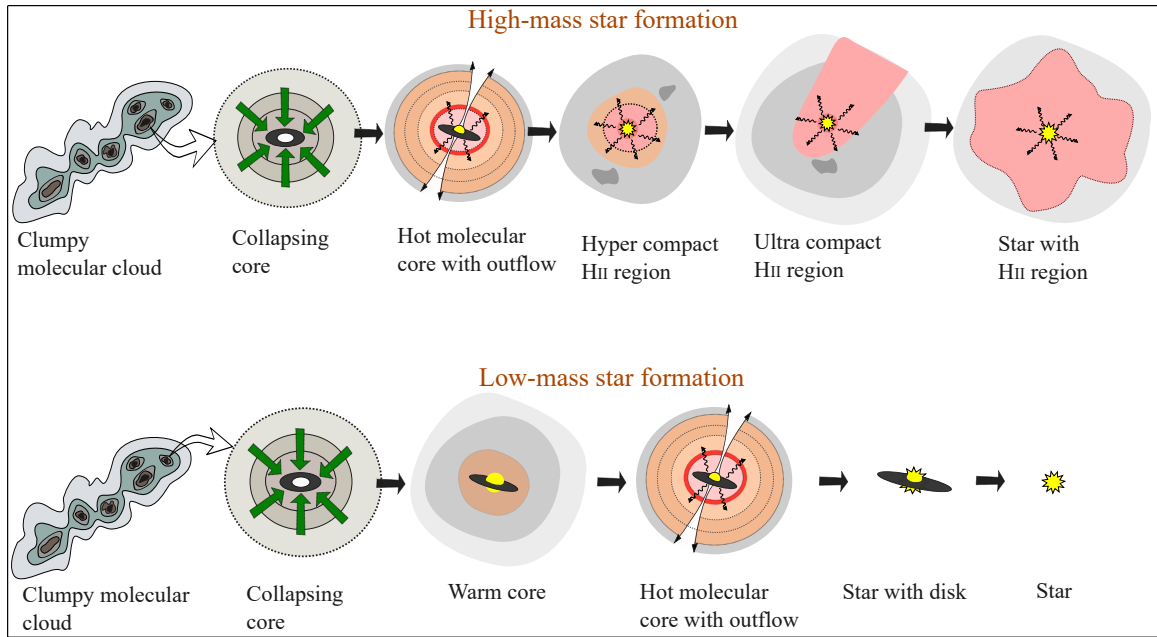 High-mass star formation
Clumpy
molecular cloud
Collapsing
core
Hot molecular
core with outflow
Hyper compact
HII region
Ultra compact
HII region
Star with
HII region
Low-mass star formation
Clumpy molecular
cloud
Collapsing
core
Warm core
Hot molecular
core with outflow
Star with disk
Star